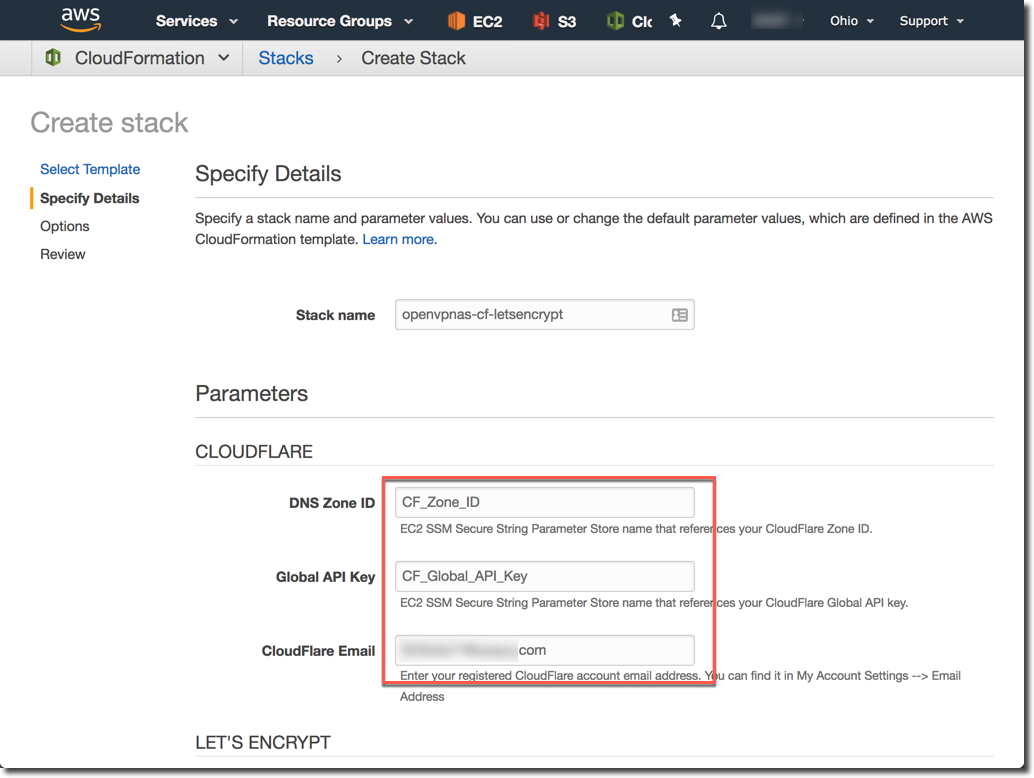 aws Services Resource Groups EC2 S3 Ohio Support
CloudFormation Stacks > Create Stack
Create stack
Select Template
Specify Details
Options
Review
Specify Details
Specify a stack name and parameter values. You can use or change the default parameter values, which are defined in the AWS
CloudFormation template. Learn more.
Stack name openvpnas-cf-letsencrypt
Parameters
CLOUDFLARE
DNS Zone ID CF_Zone_ID
EC2 SSM Secure String Parameter Store name that references your CloudFlare Zone ID.
Global API Key CF_Global_API_Key
EC2 SSM Secure String Parameter Store name that references your CloudFlare Global API key.
CloudFlare Email com
Enter your registered CloudFlare account email address. You can find it in My Account Settings --> Email
Address
LET'S ENCRYPT